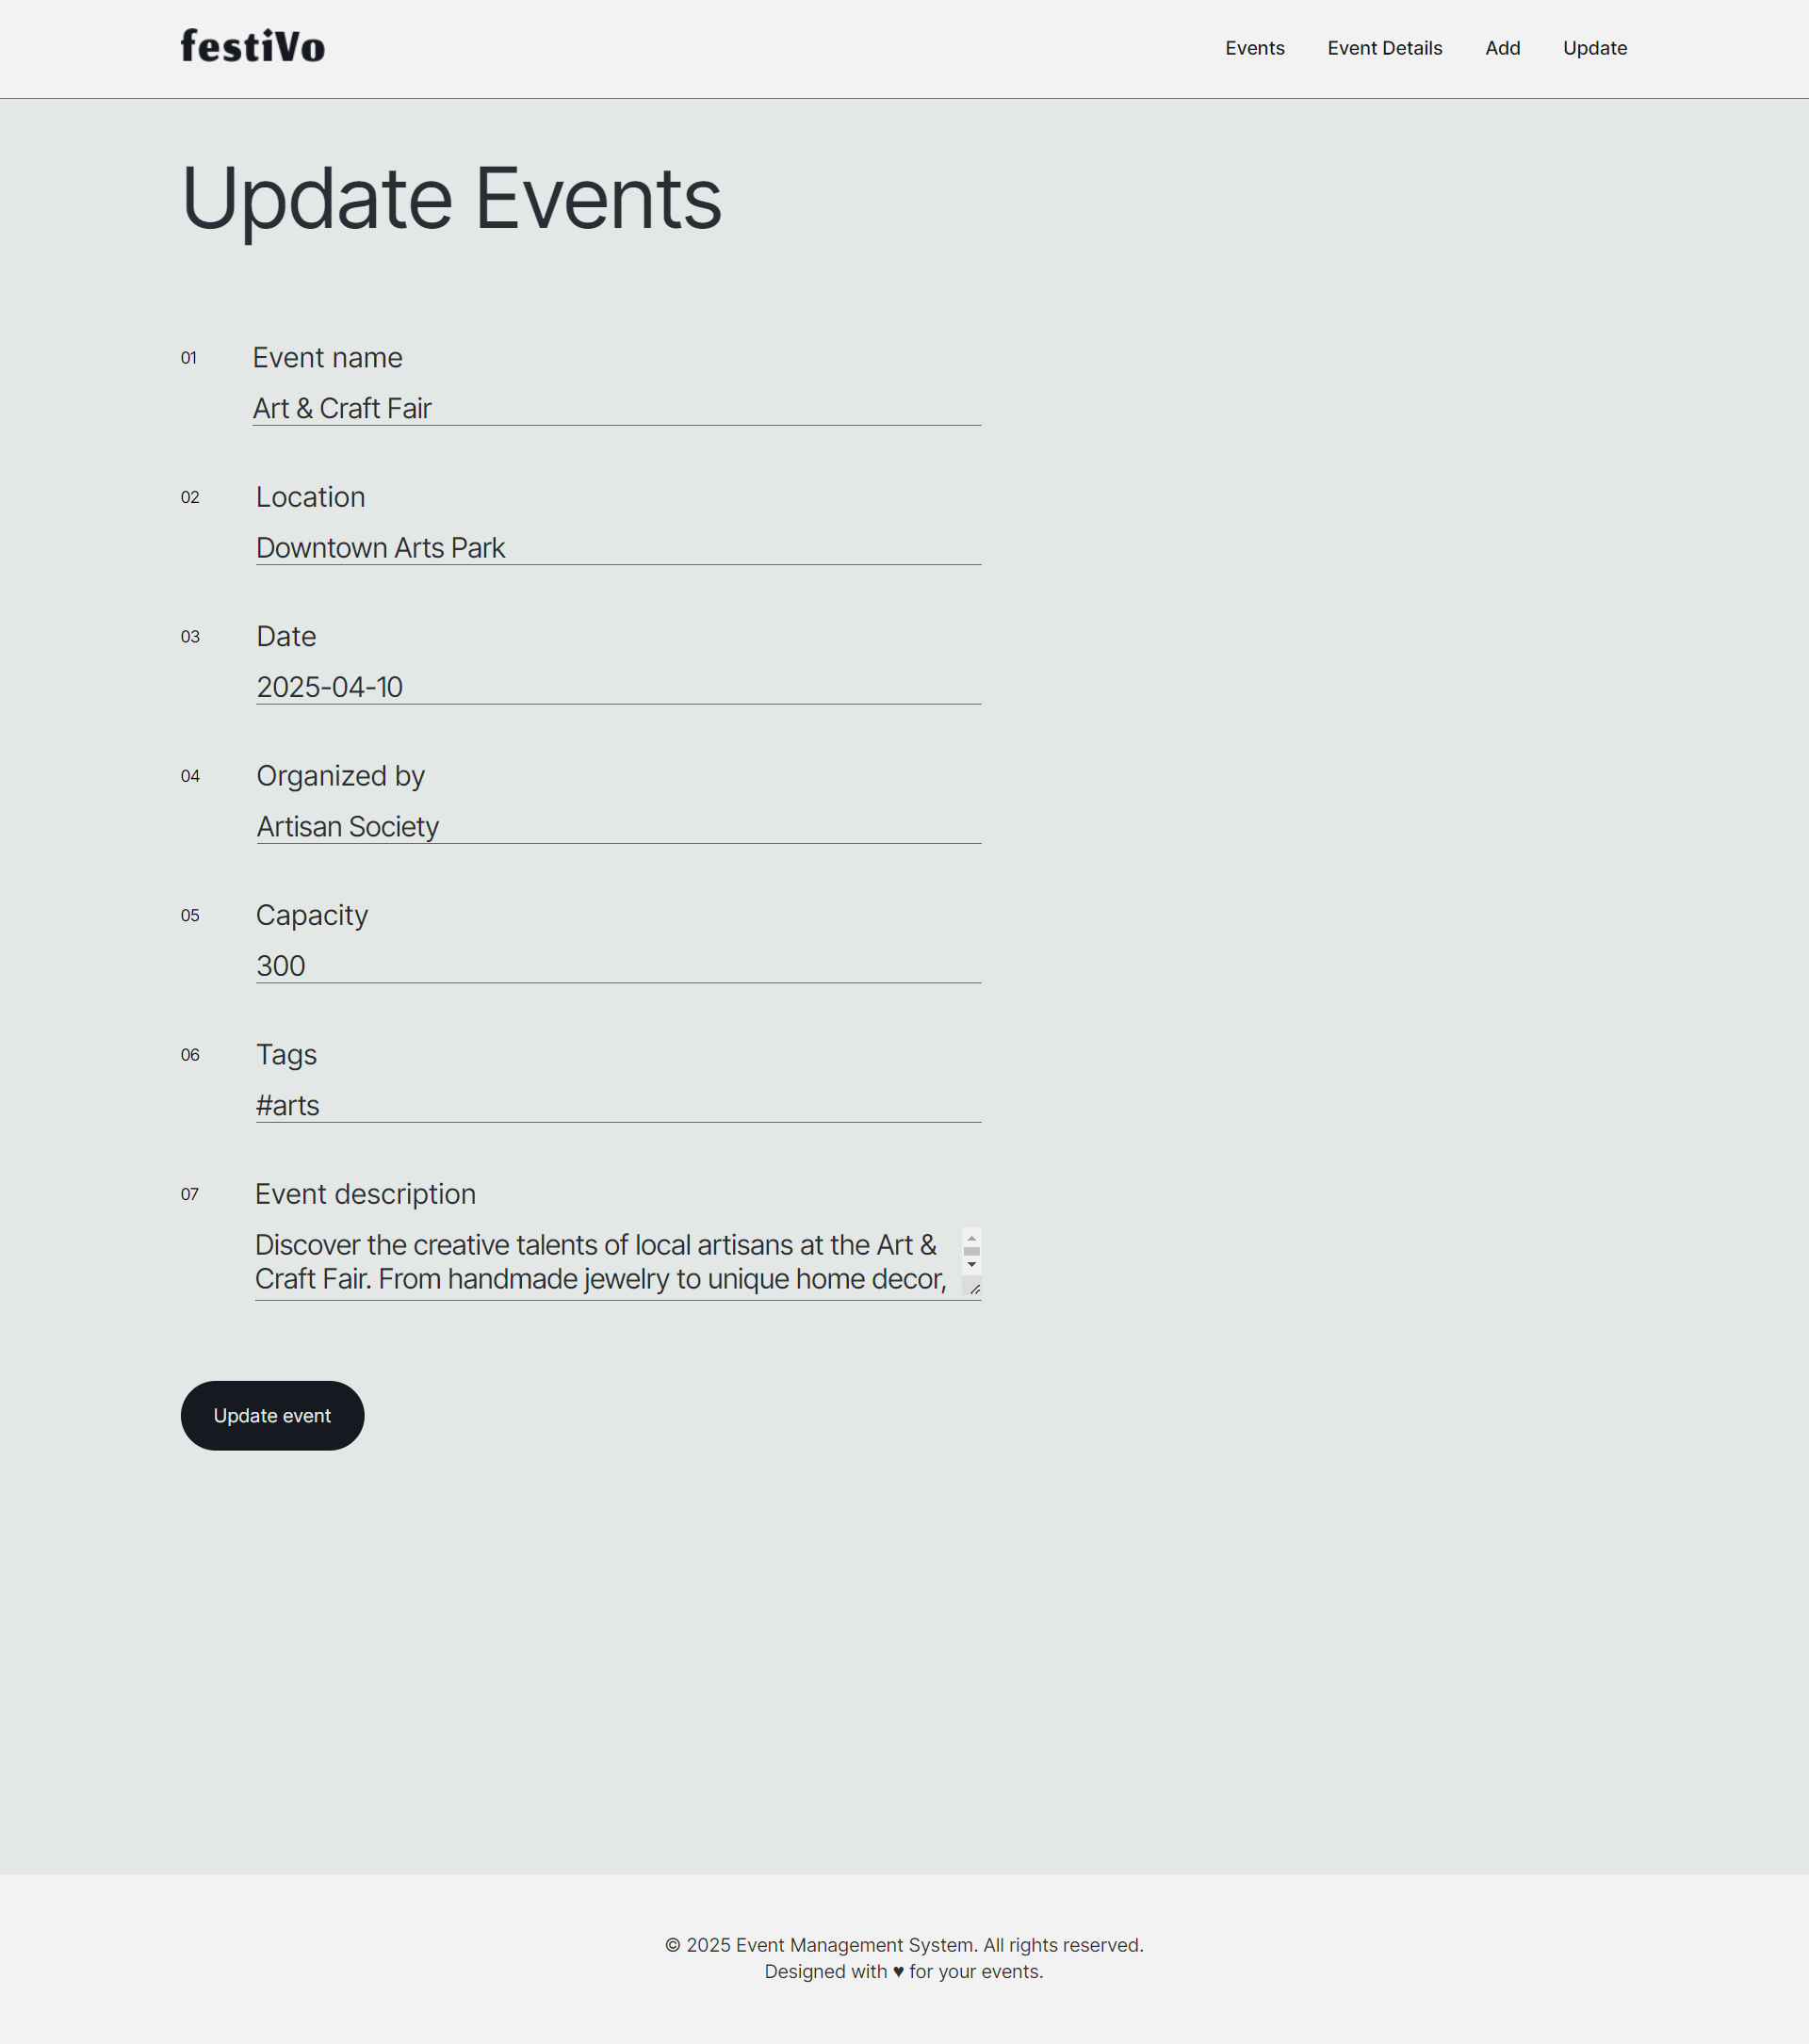 festiVo
Events Event Details Add Update
Update Events
01 Event name
Art & Craft Fair
02 Location
Downtown Arts Park
03 Date
2025-04-10
04 Organized by
Artisan Society
05 Capacity
300
06 Tags
#arts
07 Event description
Discover the creative talents of local artisans at the Art &
Craft Fair. From handmade jewelry to unique home decor,
Update event
© 2025 Event Management System. All rights reserved.
Designed with ♥ for your events.